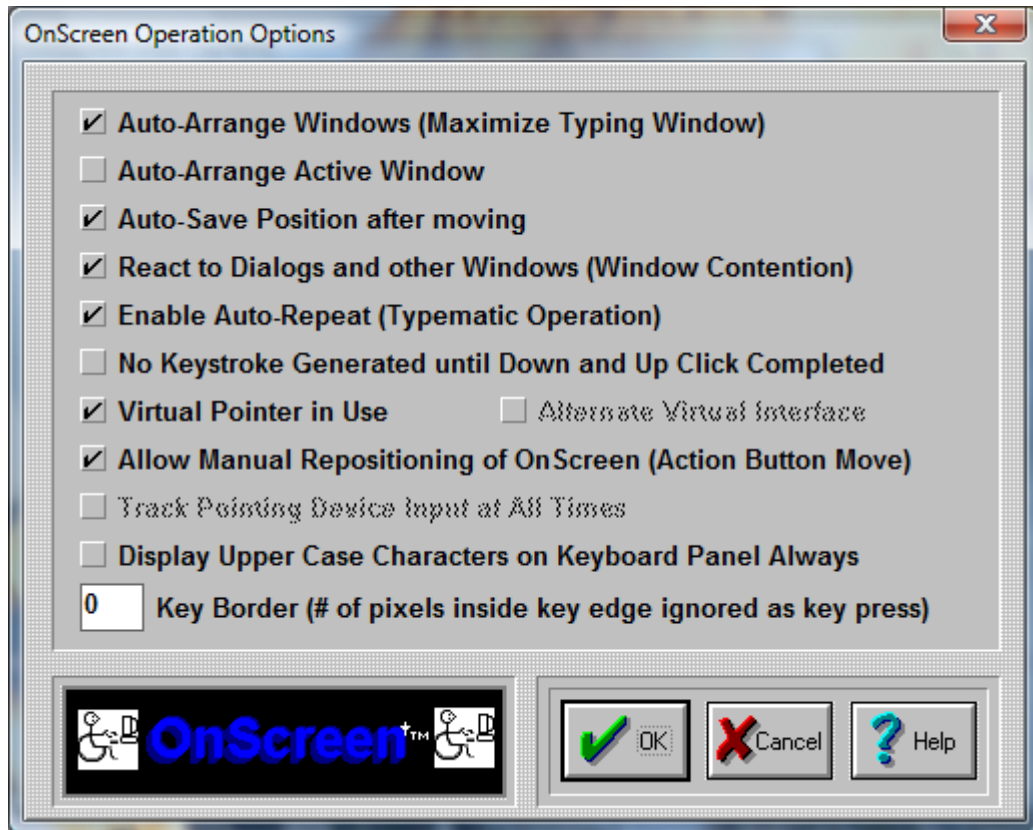 OnScreen Operation Options
Auto-Arrange Windows (Maximize Typing Window)
Auto-Arrange Active Window
Auto-Save Position after moving
React to Dialogs and other Windows (Window Contention)
Enable Auto-Repeat (Typematic Operation)
No Keystroke Generated until Down and Up Click Completed
Virtual Pointer in Use Alternate Virtual Interface
Allow Manual Repositioning of OnScreen (Action Button Move)
Track Pointing Device Input at All Times
Display Upper Case Characters on Keyboard Panel Always
0 Key Border (# of pixels inside key edge ignored as key press)
OnScreen™ OK Cancel Help